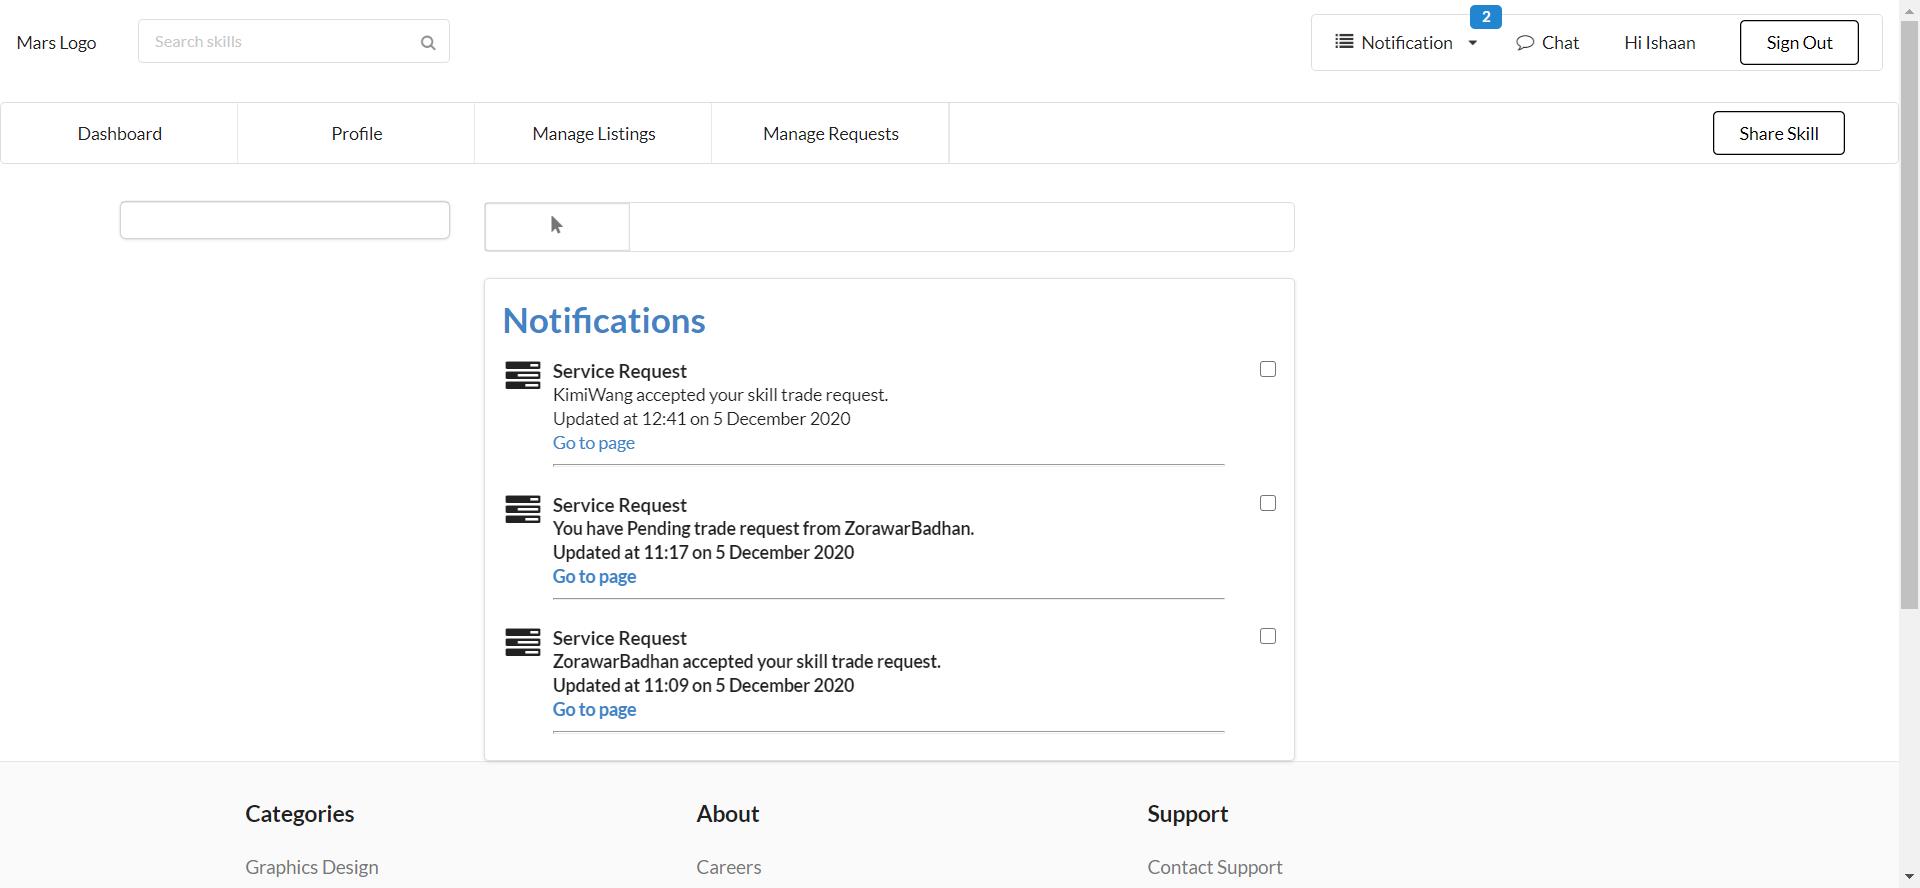 Mars Logo
Search skills
2
Notification
Chat
Hi Ishaan
Sign Out
Dashboard
Profile
Manage Listings
Manage Requests
Share Skill
Notifications
Service Request
KimiWang accepted your skill trade request.
Updated at 12:41 on 5 December 2020
Go to page
Service Request
You have Pending trade request from ZorawarBadhan.
Updated at 11:17 on 5 December 2020
Go to page
Service Request
ZorawarBadhan accepted your skill trade request.
Updated at 11:09 on 5 December 2020
Go to page
Categories
About
Support
Graphics Design
Careers
Contact Support